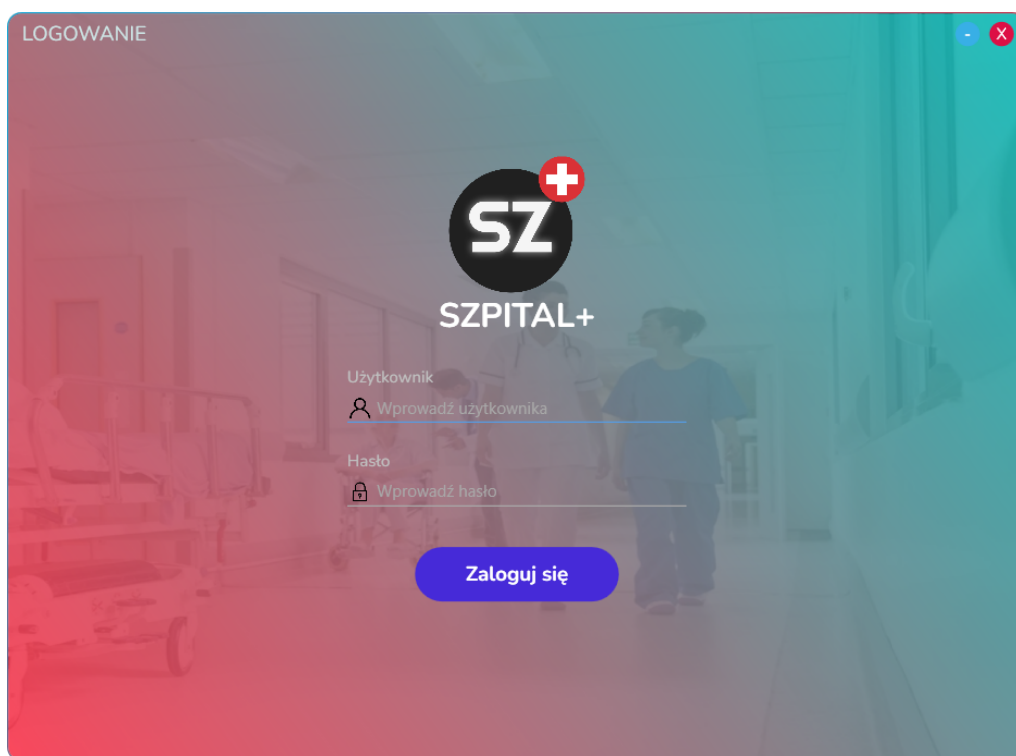 LOGOWANIE
- X
SZ
SZPITAL+
Użytkownik
Wprowadź użytkownika
Hasło
Wprowadź hasło
Zaloguj się